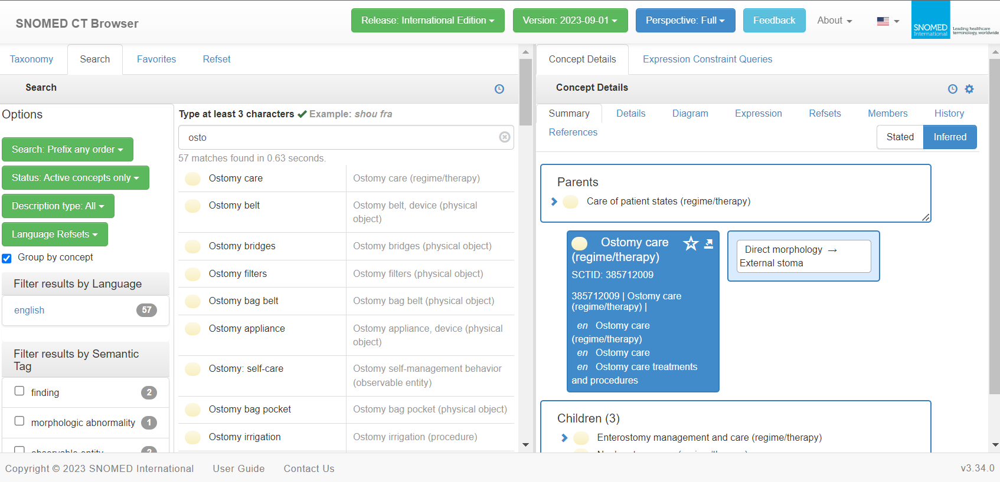 SNOMED CT Browser
Release: International Edition
Version: 2023-09-01
Perspective: Full
Feedback
About
SNOMED
International
Leading healthcare
terminology, worldwide
Taxonomy
Search
Favorites
Refset
Search
Options
Search: Prefix any order
Status: Active concepts only
Description type: All
Language Refsets
Group by concept
Filter results by Language
english 57
Filter results by Semantic
Tag
finding 2
morphologic abnormality 1
observable entity 2
Type at least 3 characters Example: shou fra
osto
57 matches found in 0.63 seconds.
Ostomy care Ostomy care (regime/therapy)
Ostomy belt Ostomy belt, device (physical
object)
Ostomy bridges Ostomy bridges (physical object)
Ostomy filters Ostomy filters (physical object)
Ostomy bag belt Ostomy bag belt (physical object)
Ostomy appliance Ostomy appliance, device (physical
object)
Ostomy: self-care Ostomy self-management behavior
(observable entity)
Ostomy bag pocket Ostomy bag pocket (physical object)
Ostomy irrigation Ostomy irrigation (procedure)
Concept Details
Expression Constraint Queries
Concept Details
Summary
Details
Diagram
Expression
Refsets
Members
History
References
Stated
Inferred
Parents
Care of patient states (regime/therapy)
Ostomy care
(regime/therapy)
SCTID: 385712009
385712009 | Ostomy care
(regime/therapy) |
en Ostomy care
(regime/therapy)
en Ostomy care
en Ostomy care treatments
and procedures
Direct morphology →
External stoma
Children (3)
Enterostomy management and care (regime/therapy)
Copyright © 2023 SNOMED International
User Guide
Contact Us
v3.34.0